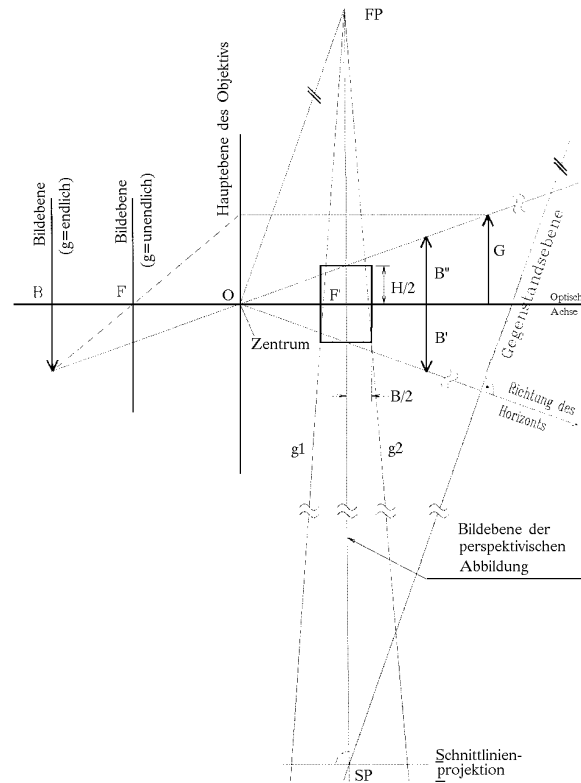 FP
Hauptebene des Objektivs
Bildebene
(g=endlich)
Bildebene
(g=unendlich)
B
F
O
F'
H/2
B"
G
B'
Optisch
Achse
Gegenstandsebene
Zentrum
Richtung des
Horizonts
B/2
g1
g2
Bildebene der
perspektivischen
Abbildung
SP
Schnittlinien-
projektion